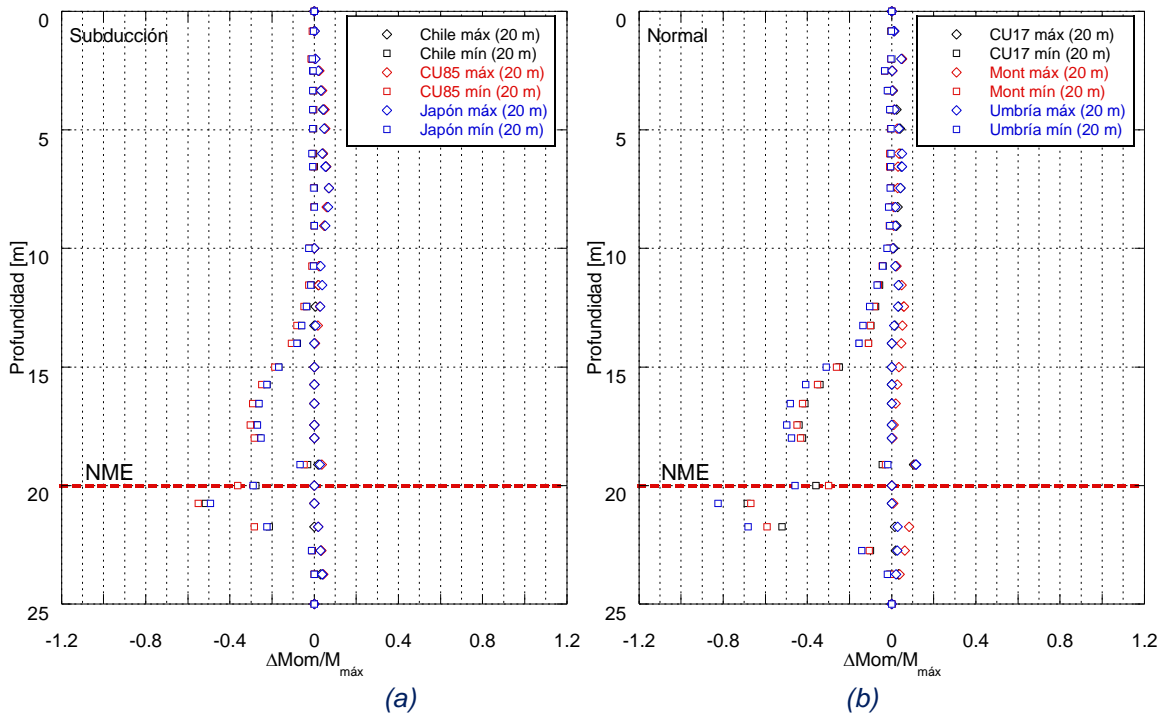 Subducción
Chile máx (20 m)
Chile mín (20 m)
CU85 máx (20 m)
CU85 mín (20 m)
Japón máx (20 m)
Japón mín (20 m)
0
5
10
15
20
25
Profundidad [m]
NME
-1.2
-0.8
-0.4
0
0.4
0.8
1.2
ΔMom/Mmáx
(a)
Normal
CU17 máx (20 m)
CU17 mín (20 m)
Mont máx (20 m)
Mont mín (20 m)
Umbría máx (20 m)
Umbría mín (20 m)
0
5
10
15
20
25
Profundidad [m]
NME
-1.2
-0.8
-0.4
0
0.4
0.8
1.2
ΔMom/Mmáx
(b)